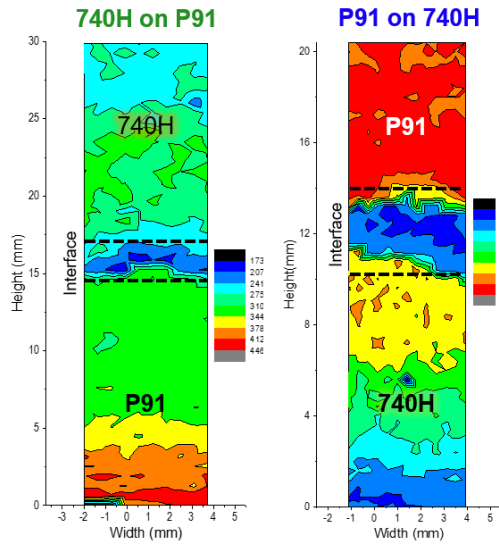 740H on P91
P91 on 740H
30
25
20
15
10
5
0
Height(mm)
740H
Interface
P91
-3 -2 -1 0 1 2 3 4 5
Width (mm)
173
207
241
275
310
344
378
412
446
20
16
12
8
4
0
Height(mm)
P91
Interface
740H
-1 0 1 2 3 4 5
Width (mm)